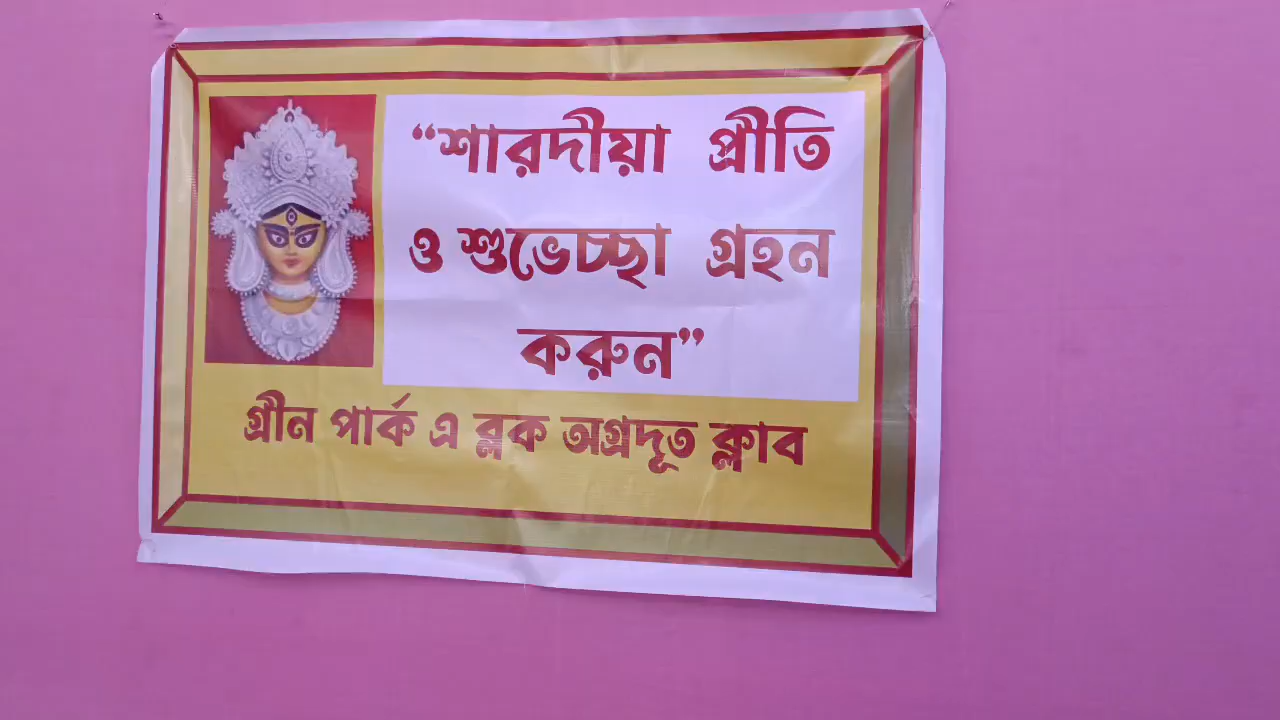 “শারদীয়া প্রীতি
ও শুভেচ্ছা গ্রহন
করুন”
গ্রীন পার্ক এ ব্লক অগ্রদূত ক্লাব